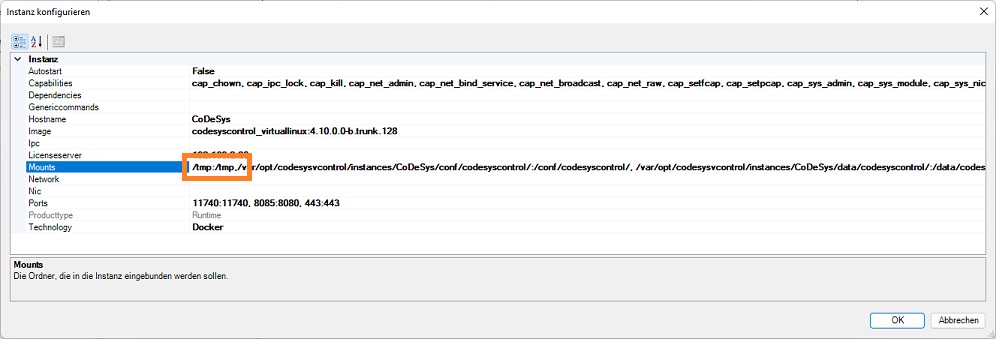 Instanz konfigurieren
Instanz
Autostart False
Capabilities cap_chown, cap_ipc_lock, cap_kill, cap_net_admin, cap_net_bind_service, cap_net_broadcast, cap_net_raw, cap_setfcap, cap_setpcap, cap_sys_admin, cap_sys_module, cap_sys_nic
Dependencies
Genericcommands
Hostname CoDeSys
Image codesyscontrol_virtuallinux:4.10.0.0-b.trunk.128
Ipc
Licenseserver
Mounts /tmp:/tmp,/var/opt/codesysvcontrol/instances/CoDeSys/conf/codesyscontrol/:/conf/codesyscontrol/, /var/opt/codesysvcontrol/instances/CoDeSys/data/codesyscontrol/:/data/codes
Network
Nic
Ports 11740:11740, 8085:8080, 443:443
Producttype Runtime
Technology Docker
Mounts
Die Ordner, die in die Instanz eingebunden werden sollen.
OK Abbrechen